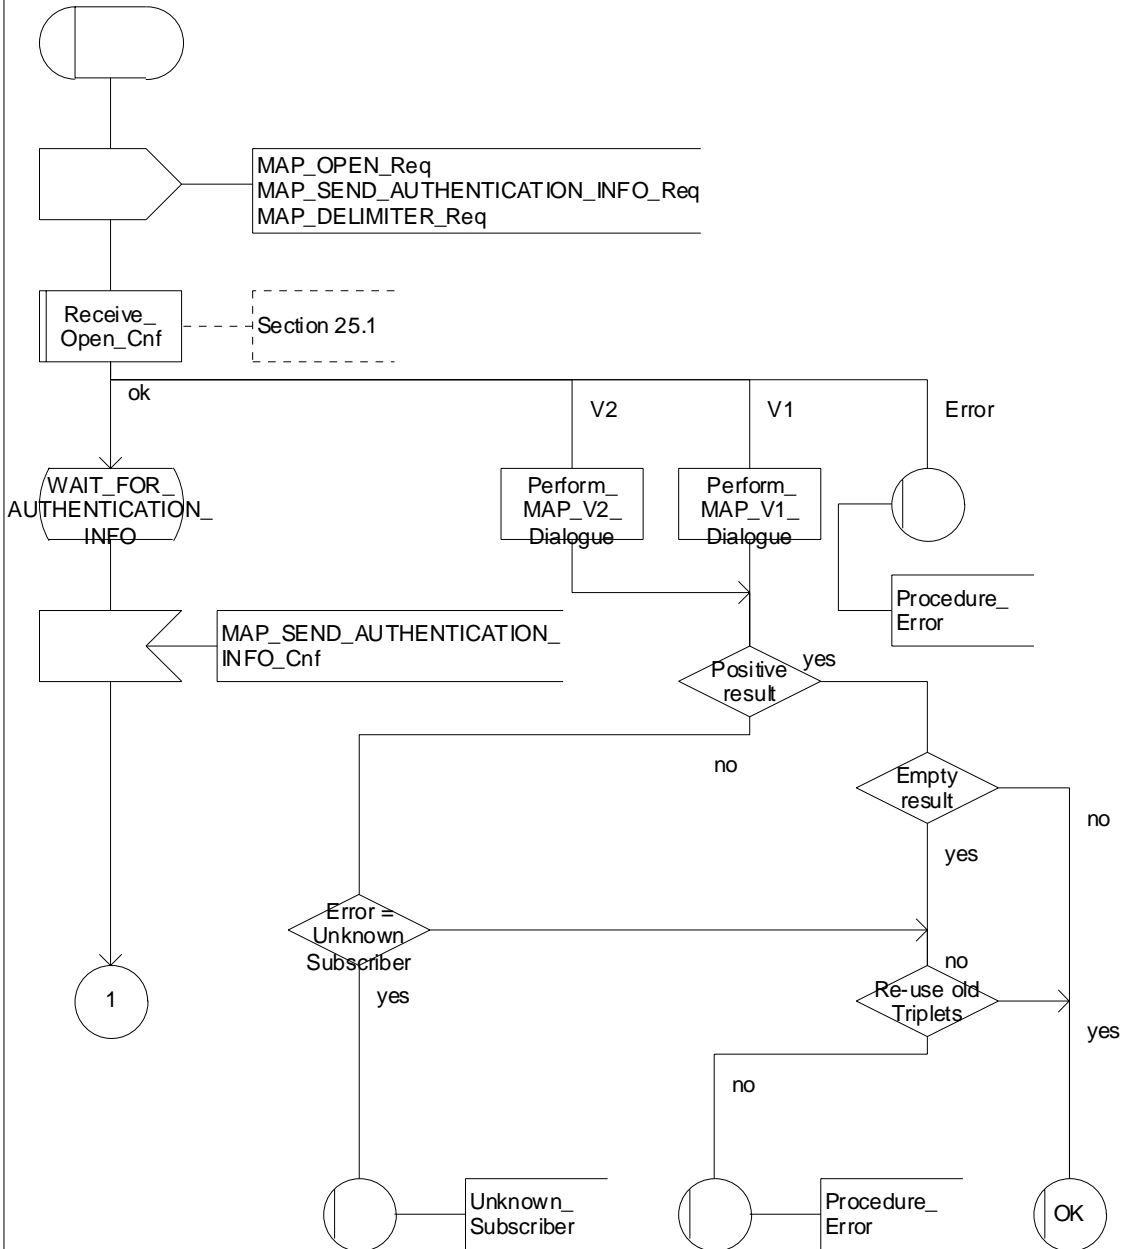 MAP_OPEN_Req
MAP_SEND_AUTHENTICATION_INFO_Req
MAP_DELIMITER_Req
Receive_
Open_Cnf
Section 25.1
ok
V2
V1
Error
WAIT_FOR_
AUTHENTICATION_
INFO
Perform_
MAP_V2_
Dialogue
Perform_
MAP_V1_
Dialogue
Procedure_
Error
MAP_SEND_AUTHENTICATION_
INFO_Cnf
Positive
result
yes
no
Empty
result
no
yes
Error =
Unknown
Subscriber
no
yes
Re-use old
Triplets
1
yes
no
Unknown_
Subscriber
Procedure_
Error
OK